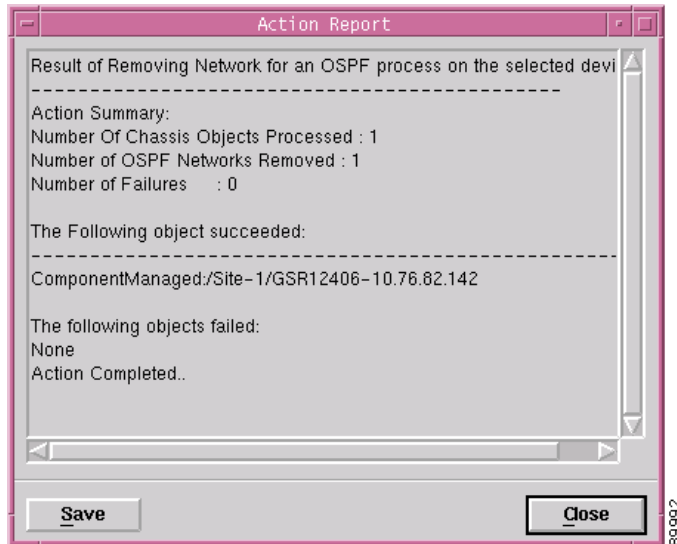 Action Report
Result of Removing Network for an OSPF process on the selected devi
------------------------------------------------
Action Summary:
Number Of Chassis Objects Processed : 1
Number of OSPF Networks Removed : 1
Number of Failures : 0
The Following object succeeded:
-----------------------------------------------------
ComponentManaged:/Site-1/GSR12406-10.76.82.142
The following objects failed:
None
Action Completed..
Save
Close
89992